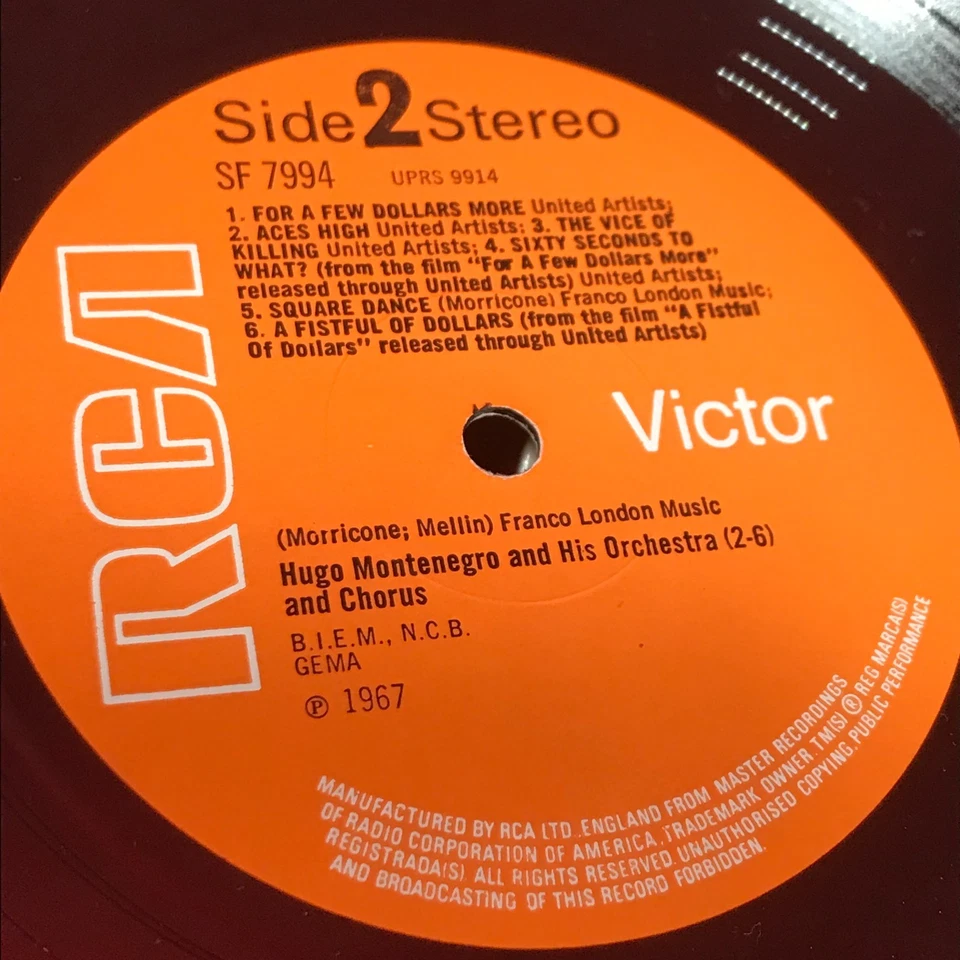 Side 2 Stereo
SF 7994 UPRS 9914
1. FOR A FEW DOLLARS MORE United Artists;
2. ACES HIGH United Artists; 3. THE VICE OF
KILLING United Artists; 4. SIXTY SECONDS TO
WHAT? (from the film “For A Few Dollars More”
released through United Artists) United Artists;
5. SQUARE DANCE (Morricone) Franco London Music;
6. A FISTFUL OF DOLLARS (from the film “A Fistful
Of Dollars” released through United Artists)
RCA
Victor
(Morricone; Mellin) Franco London Music
Hugo Montenegro and His Orchestra (2-6)
and Chorus
B.I.E.M., N.C.B.
GEMA
℗ 1967
MANUFACTURED BY RCA LTD., ENGLAND FROM MASTER RECORDINGS
OF RADIO CORPORATION OF AMERICA, TRADEMARK OWNER. TM(S) ® REG MARCA(S)
REGISTRADA(S). ALL RIGHTS RESERVED. UNAUTHORISED COPYING, PUBLIC PERFORMANCE
AND BROADCASTING OF THIS RECORD FORBIDDEN.